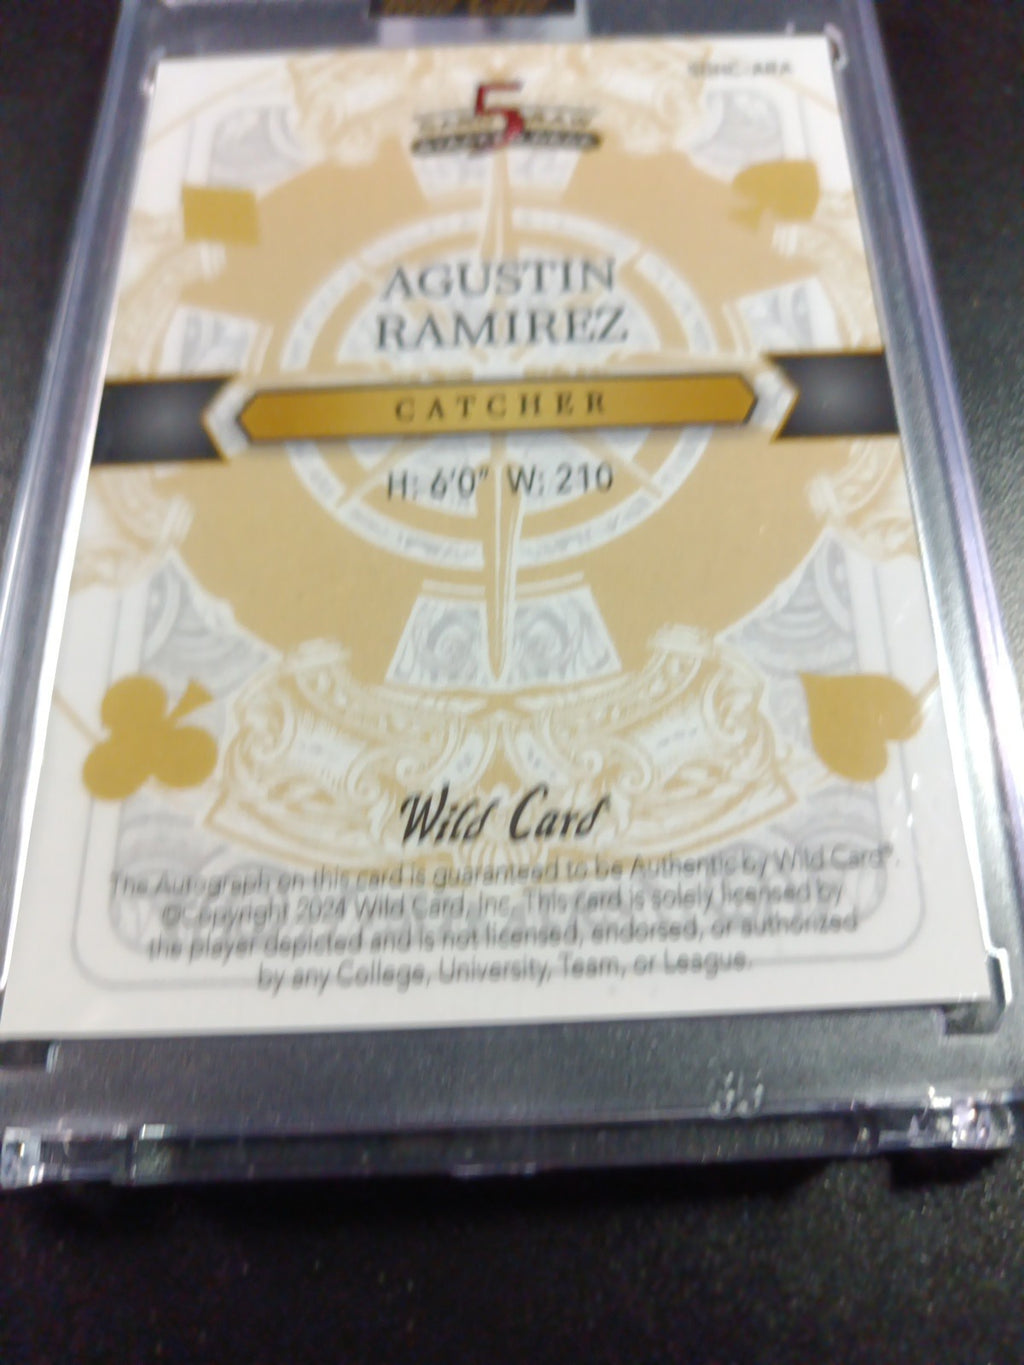 5
AGUSTIN
RAMIREZ
CATCHER
H: 6'0" W: 210
Wild Card
The Autograph on this card is guaranteed to be Authentic by Wild Card®.
©Copyright 2024 Wild Card, Inc. This card is solely licensed by
the player depicted and is not licensed, endorsed, or authorized
by any College, University, Team, or League.